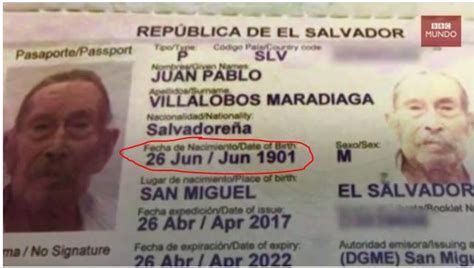 REPÚBLICA DE EL SALVADOR
BBC
MUNDO
Pasaporte/Passport
Tipo/Type: Código País/Country code
P SLV
Nombres/Given Names:
JUAN PABLO
Apellidos/Surname:
VILLALOBOS MARADIAGA
Nacionalidad/Nationality
Salvadoreña
Fecha de Nacimiento/Date of Birth: Sexo/Sex:
26 Jun / Jun 1901 M
Lugar de nacimiento/Place of birth:
SAN MIGUEL EL SALVADOR
Fecha expedición/Date of issue: /Booklet N
26 Abr / Apr 2017
ma / No Signature Fecha de expiración/Date of expiry: Autoridad emisora/Issuing a
26 Abr / Apr 2022 (DGME) San Mig